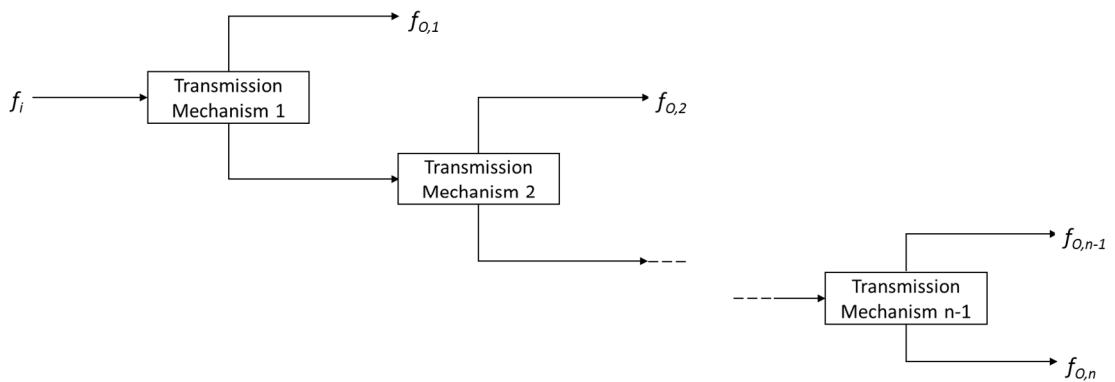 f_{O,1}
Transmission
Mechanism 1
f_i
f_{O,2}
Transmission
Mechanism 2
f_{O,n-1}
Transmission
Mechanism n-1
f_{O,n}